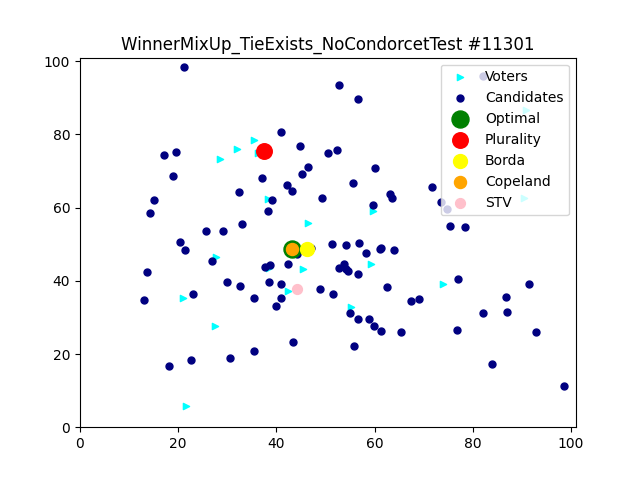 WinnerMixUp_TieExists_NoCondorcetTest #11301
100
80
60
40
20
0
Voters
Candidates
Optimal
Plurality
Borda
Copeland
STV
0 20 40 60 80 100